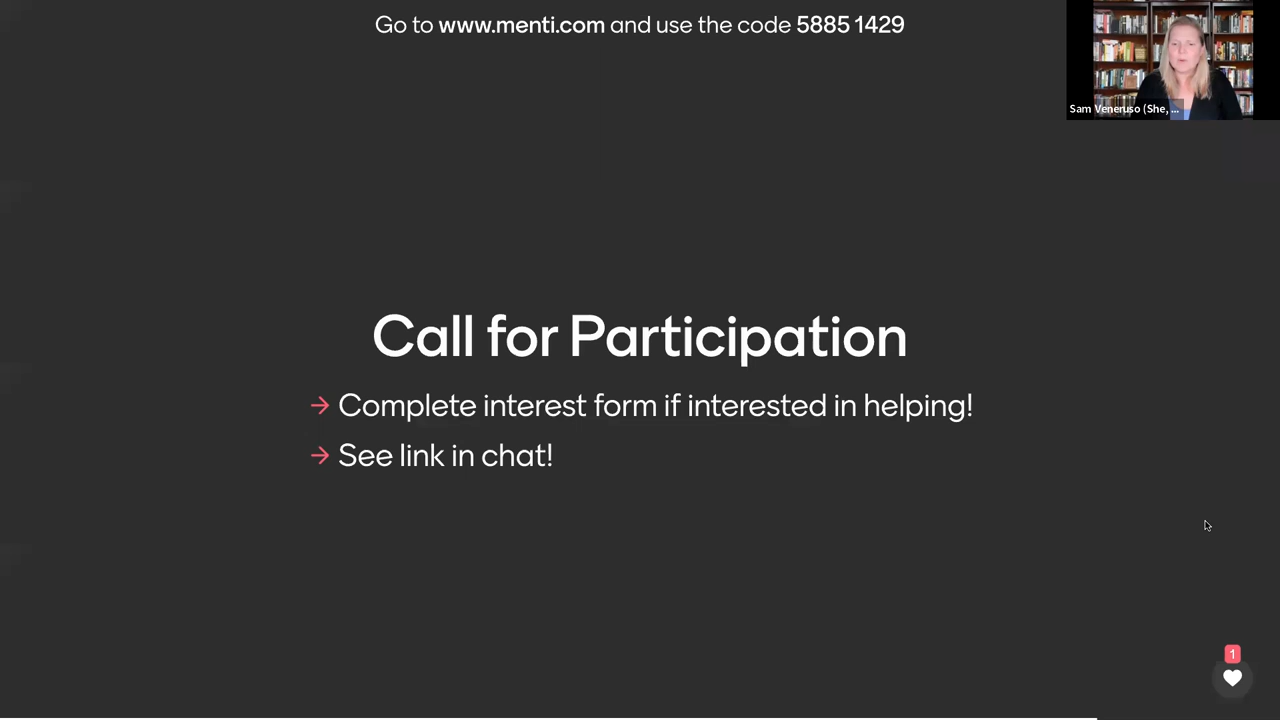 Go to www.menti.com and use the code 5885 1429
Sam Veneruso (She, ...
Call for Participation
→ Complete interest form if interested in helping!
→ See link in chat!
1